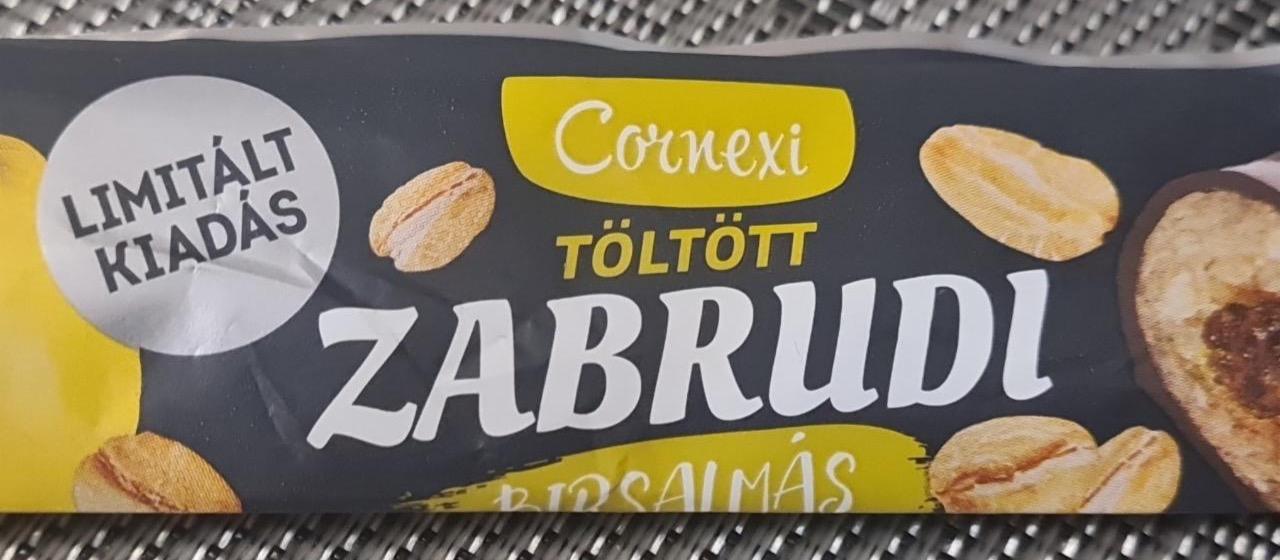 LIMITÁLT
KIADÁS
Cornexi
TÖLTÖTT
ZABRUDI
BIRSALMÁS